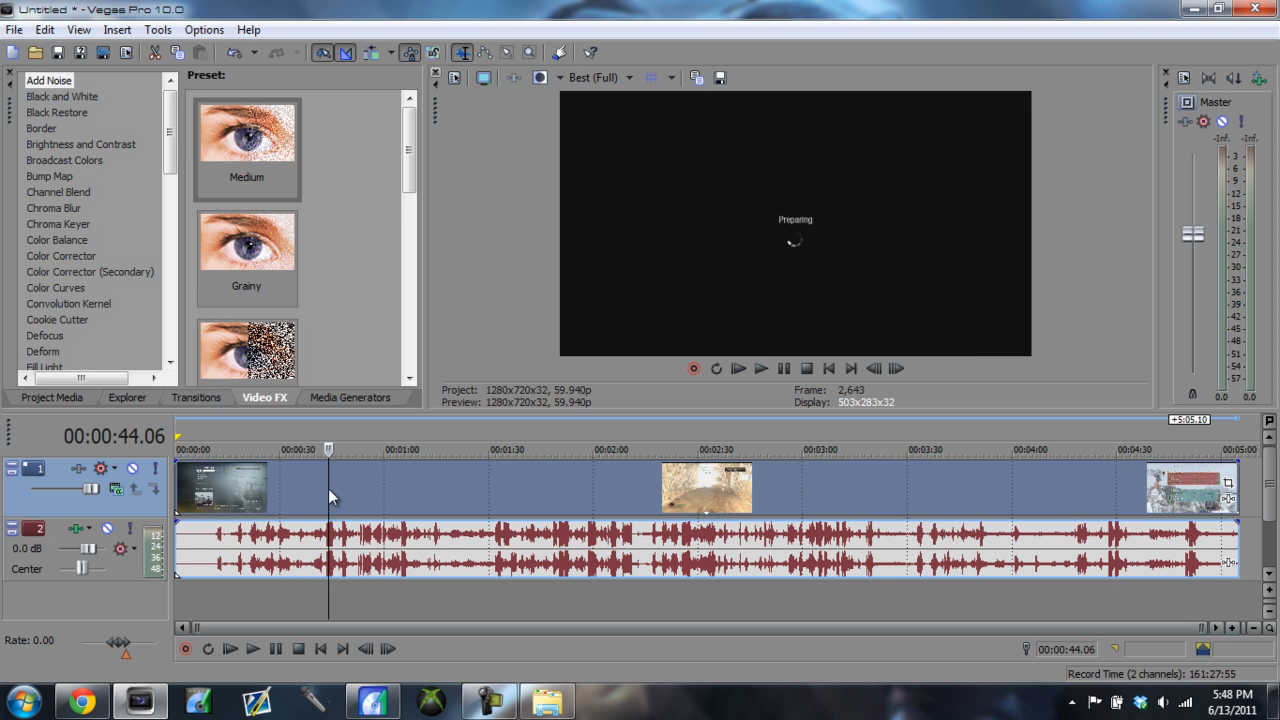 Untitled * - Vegas Pro 10.0
File Edit View Insert Tools Options Help
Add Noise
Black and White
Black Restore
Border
Brightness and Contrast
Broadcast Colors
Bump Map
Channel Blend
Chroma Blur
Chroma Keyer
Color Balance
Color Corrector
Color Corrector (Secondary)
Color Curves
Convolution Kernel
Cookie Cutter
Defocus
Deform
Fill Light
Preset:
Medium
Grainy
Project Media Explorer Transitions Video FX Media Generators
Best (Full)
Preparing
Project: 1280x720x32, 59.940p
Preview: 1280x720x32, 59.940p
Frame: 2,643
Display: 503x283x32
Master
-Inf. -Inf.
3
6
9
12
15
18
21
24
27
30
33
36
39
42
45
48
51
54
57
0.0 0.0
+5:05.10
00:00:44.06
00:00:00 00:00:30 00:01:00 00:01:30 00:02:00 00:02:30 00:03:00 00:03:30 00:04:00 00:04:30 00:05:00
1
2
0.0 dB
Center
12
24
36
48
Rate: 0.00
00:00:44.06
Record Time (2 channels): 161:27:55
5:48 PM
6/13/2011